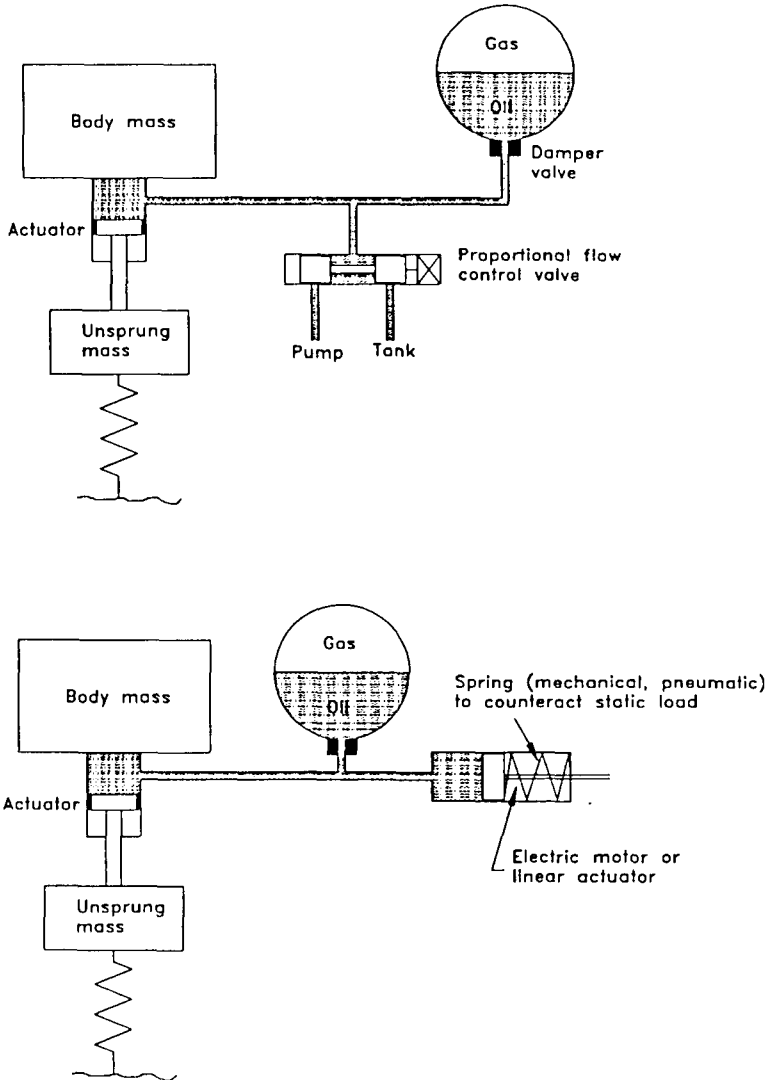 Gas
Oil
Body mass
Damper
valve
Actuator
Proportional flow
control valve
Unsprung
mass
Pump
Tank
Gas
Body mass
Oil
Spring (mechanical, pneumatic)
to counteract static load
Actuator
Electric motor or
linear actuator
Unsprung
mass